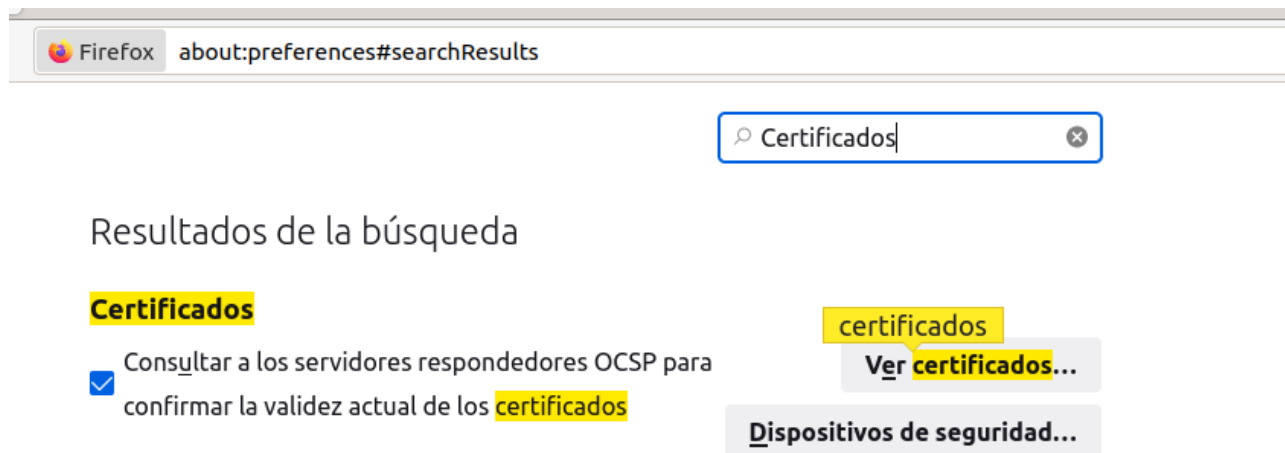 Firefox about:preferences#searchResults
Certificados
Resultados de la búsqueda
Certificados
certificados
Consultar a los servidores respondedores OCSP para
confirmar la validez actual de los certificados
Ver certificados...
Dispositivos de seguridad...